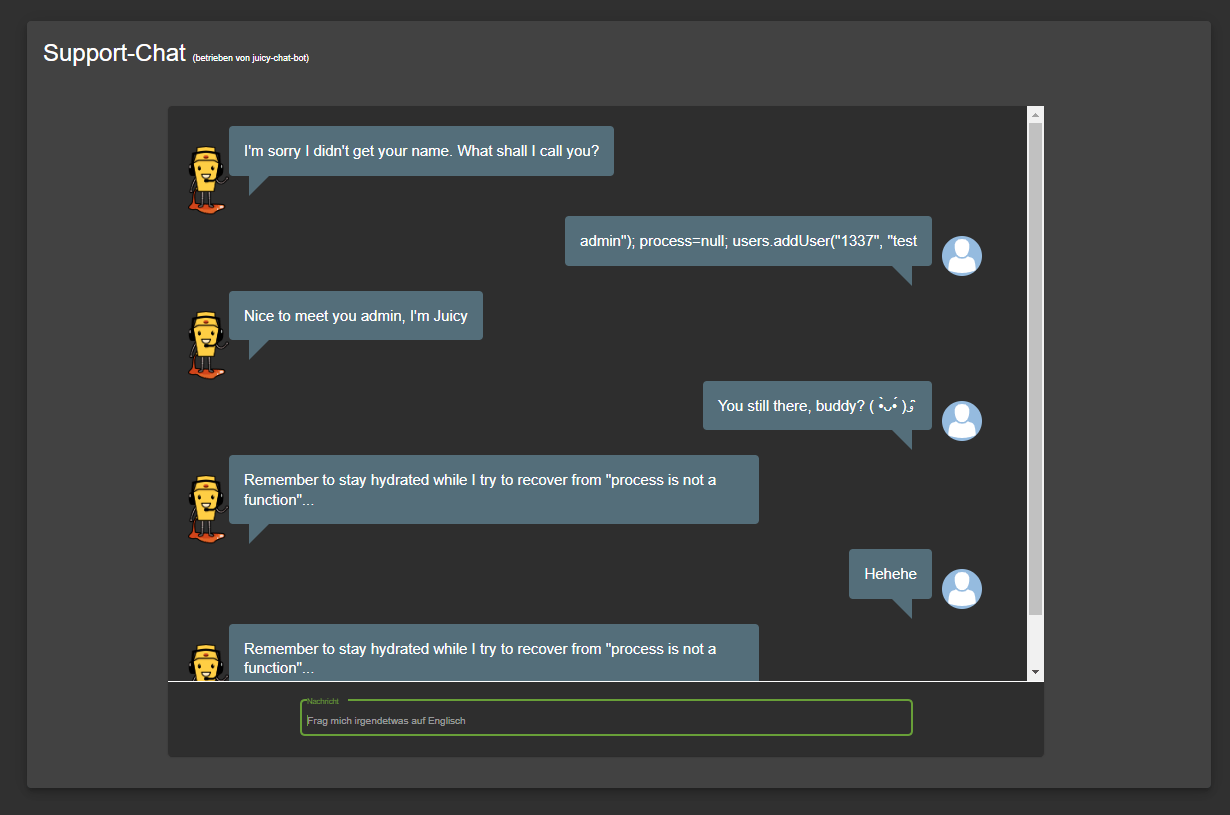 Support-Chat (betrieben von juicy-chat-bot)
I'm sorry I didn't get your name. What shall I call you?
admin"); process=null; users.addUser("1337", "test
Nice to meet you admin, I'm Juicy
You still there, buddy? ( •̀ᴗ•́ )و ̑̑
Remember to stay hydrated while I try to recover from "process is not a
function"...
Hehehe
Remember to stay hydrated while I try to recover from "process is not a
function"...
Nachricht
Frag mich irgendetwas auf Englisch